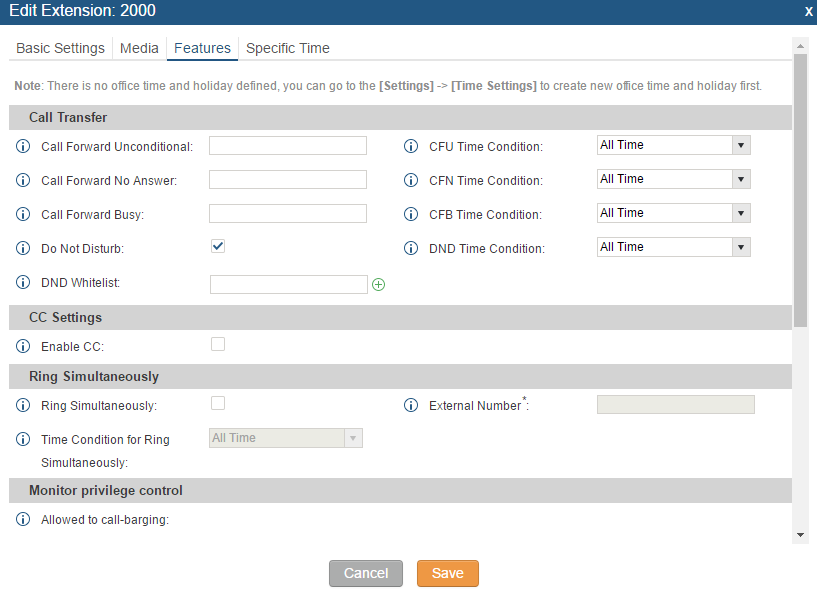 Edit Extension: 2000 x
Basic Settings Media Features Specific Time
Note: There is no office time and holiday defined, you can go to the [Settings] -> [Time Settings] to create new office time and holiday first.
Call Transfer
Call Forward Unconditional: CFU Time Condition: All Time
Call Forward No Answer: CFN Time Condition: All Time
Call Forward Busy: CFB Time Condition: All Time
Do Not Disturb: DND Time Condition: All Time
DND Whitelist:
CC Settings
Enable CC:
Ring Simultaneously
Ring Simultaneously: External Number*:
Time Condition for Ring All Time
Simultaneously:
Monitor privilege control
Allowed to call-barging:
Cancel Save